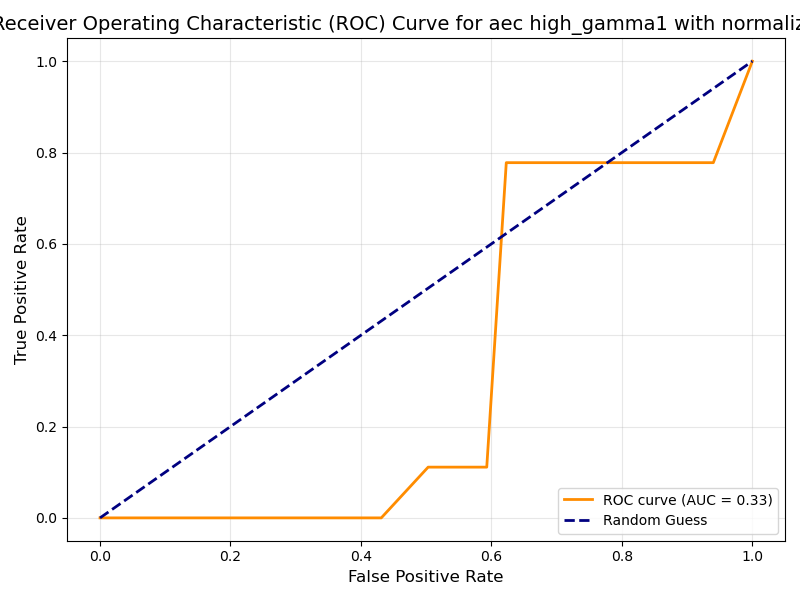 Receiver Operating Characteristic (ROC) Curve for aec high_gamma1 with
1.0
0.8
0.6
0.4
0.2
0.0
True Positive Rate
0.0 0.2 0.4 0.6 0.8 1.0
False Positive Rate
ROC curve (AUC = 0.33)
Random Guess